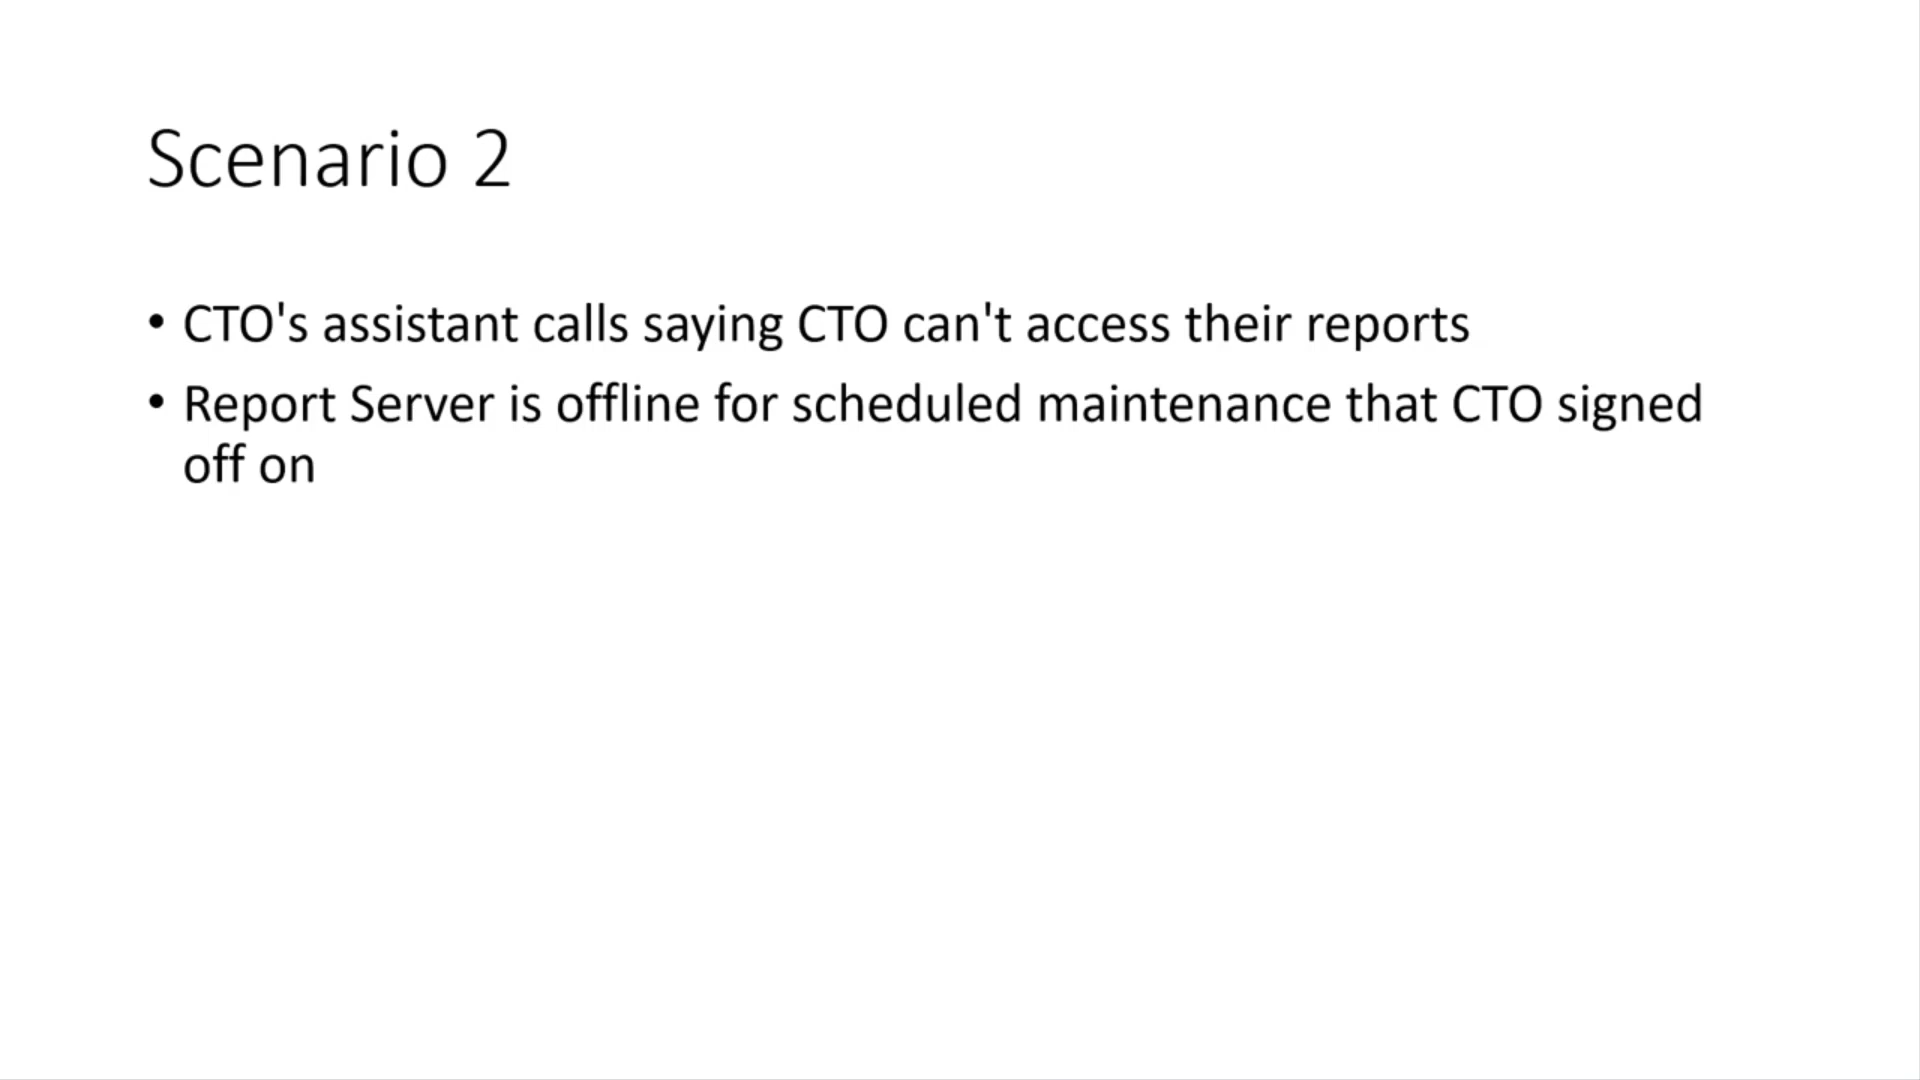 Scenario 2
• CTO's assistant calls saying CTO can't access their reports
• Report Server is offline for scheduled maintenance that CTO signed
off on